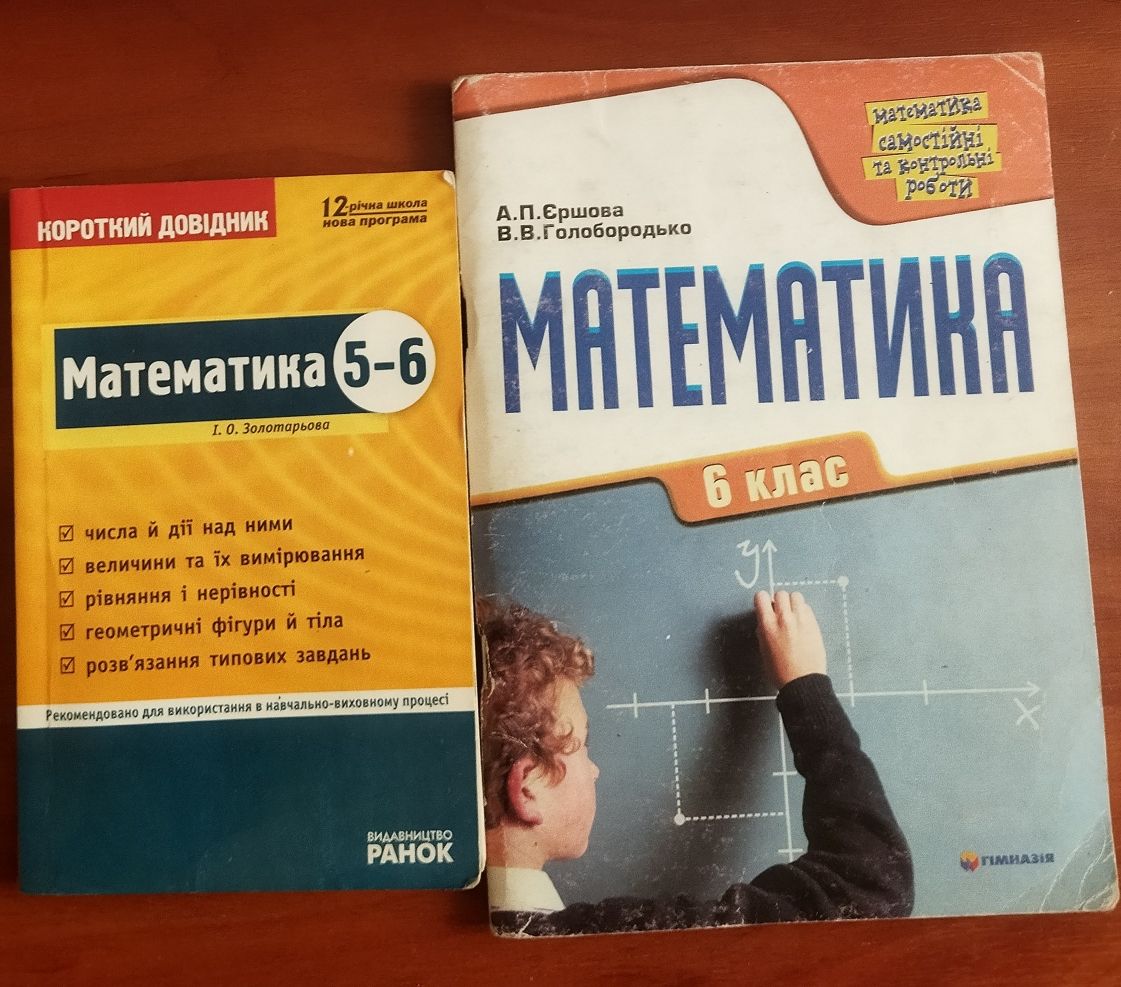 КОРОТКИЙ ДОВІДНИК
12-річна школа
нова програма
Математика 5–6
І. О. Золотарьова
числа й дії над ними
величини та їх вимірювання
рівняння і нерівності
геометричні фігури й тіла
розв'язання типових завдань
Рекомендовано для використання в навчально-виховному процесі
ВИДАВНИЦТВО
РАНОК
математика
самостійні
та контрольні
роботи
А.П.Єршова
В.В.Голобородько
МАТЕМАТИКА
6 клас
y
x
ГІМНАЗІЯ